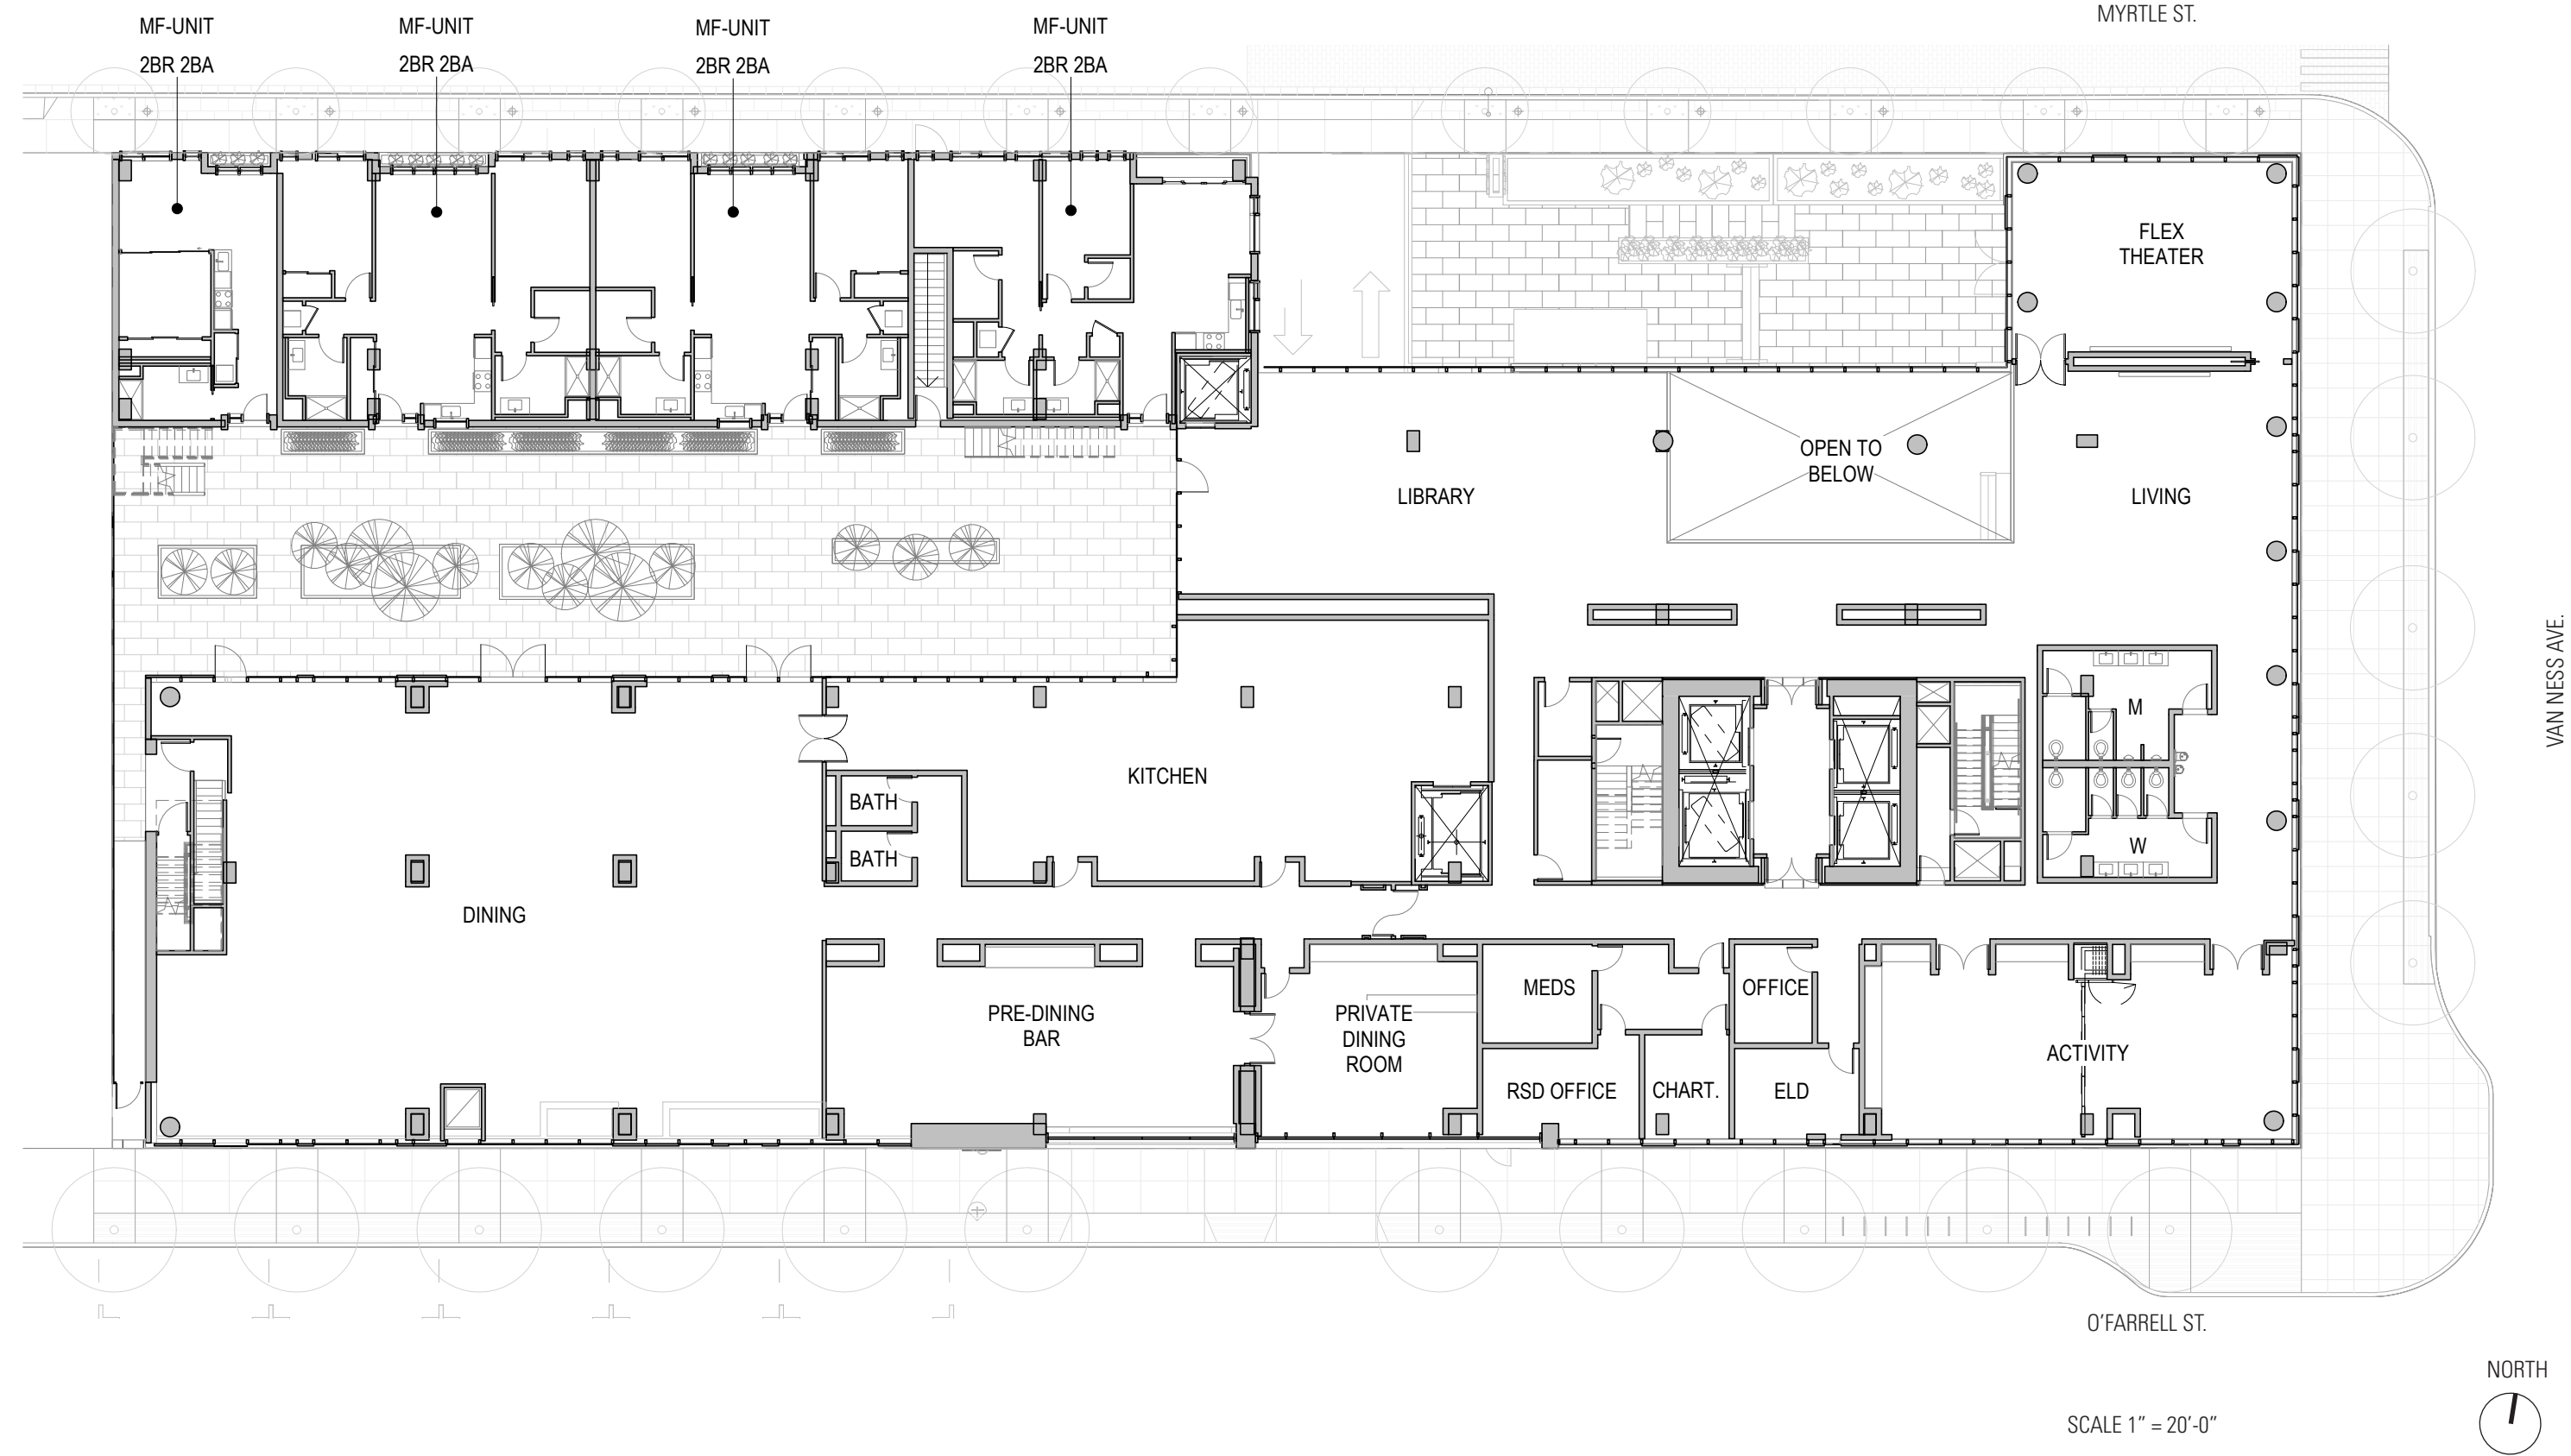 MYRTLE ST.
MF-UNIT
2BR 2BA
MF-UNIT
2BR 2BA
MF-UNIT
2BR 2BA
MF-UNIT
2BR 2BA
FLEX
THEATER
OPEN TO
BELOW
LIBRARY
LIVING
VAN NESS AVE.
M
W
KITCHEN
BATH
BATH
DINING
PRE-DINING
BAR
PRIVATE
DINING
ROOM
MEDS
OFFICE
RSD OFFICE
CHART.
ELD
ACTIVITY
O’FARRELL ST.
NORTH
SCALE 1” = 20’-0”